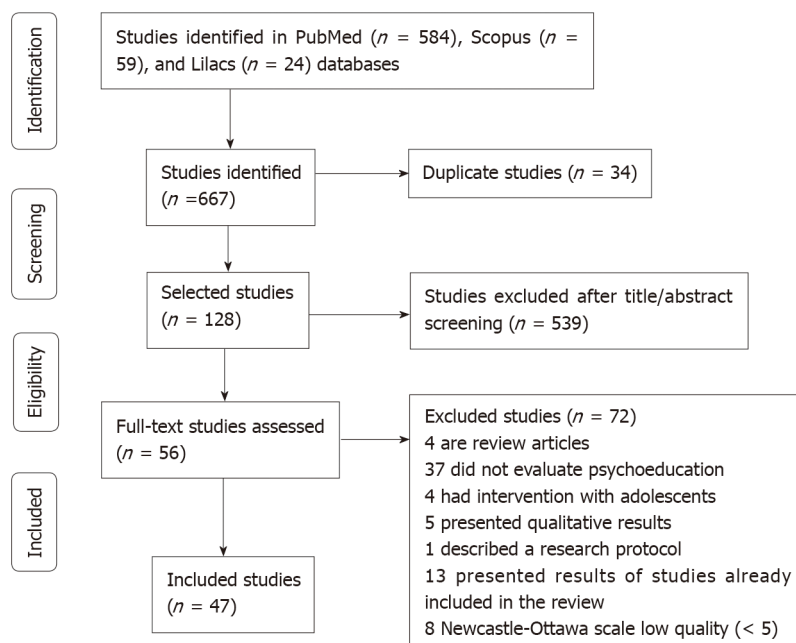 Identification
Studies identified in PubMed (n = 584), Scopus (n =
59), and Lilacs (n = 24) databases
Studies identified
(n =667)
Duplicate studies (n = 34)
Screening
Selected studies
(n = 128)
Studies excluded after title/abstract
screening (n = 539)
Eligibility
Full-text studies assessed
(n = 56)
Excluded studies (n = 72)
4 are review articles
37 did not evaluate psychoeducation
4 had intervention with adolescents
5 presented qualitative results
1 described a research protocol
13 presented results of studies already
included in the review
8 Newcastle-Ottawa scale low quality (< 5)
Included
Included studies
(n = 47)